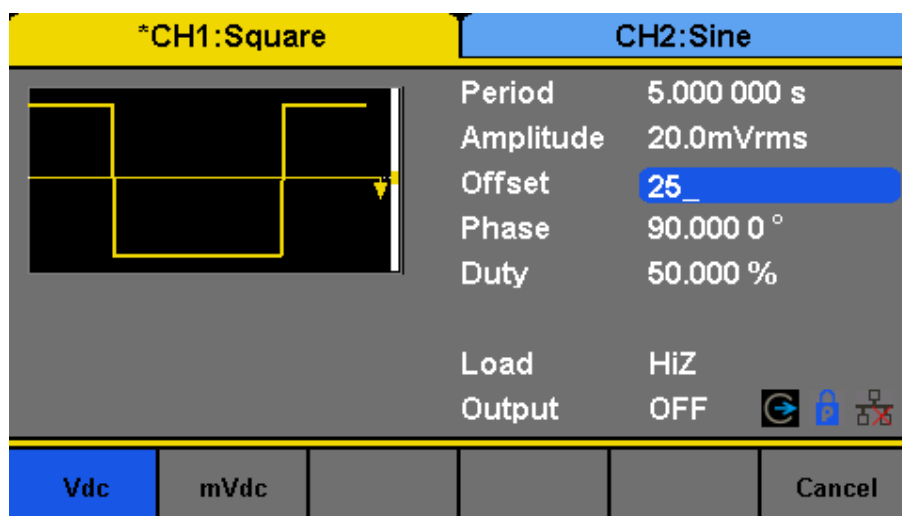 *CH1:Square CH2:Sine
Period 5.000 000 s
Amplitude 20.0mVrms
Offset 25_
Phase 90.000 0 °
Duty 50.000 %
Load HiZ
Output OFF
P
Vdc mVdc Cancel